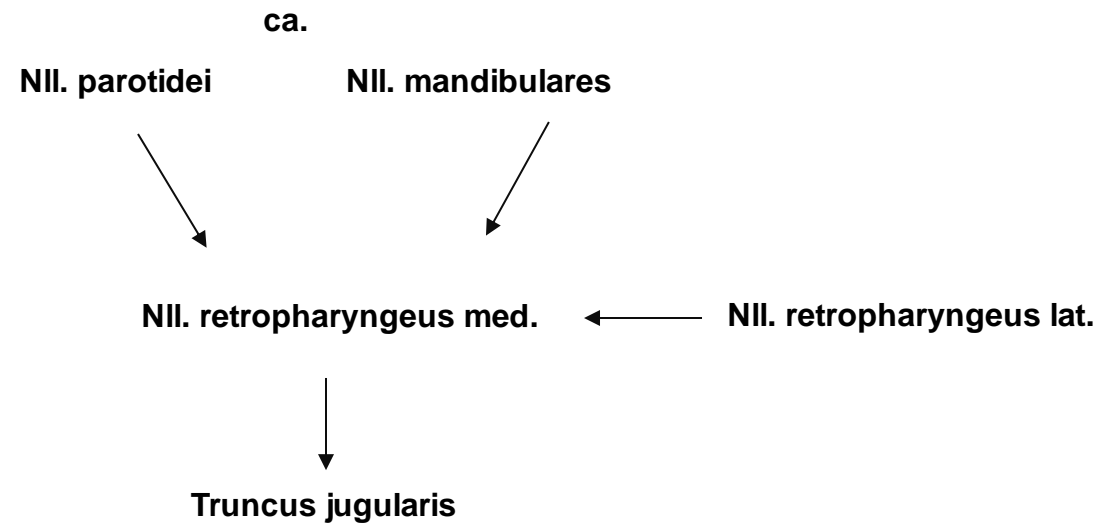 ca.
Nll. parotidei Nll. mandibulares
Nll. retropharyngeus med. Nll. retropharyngeus lat.
Truncus jugularis